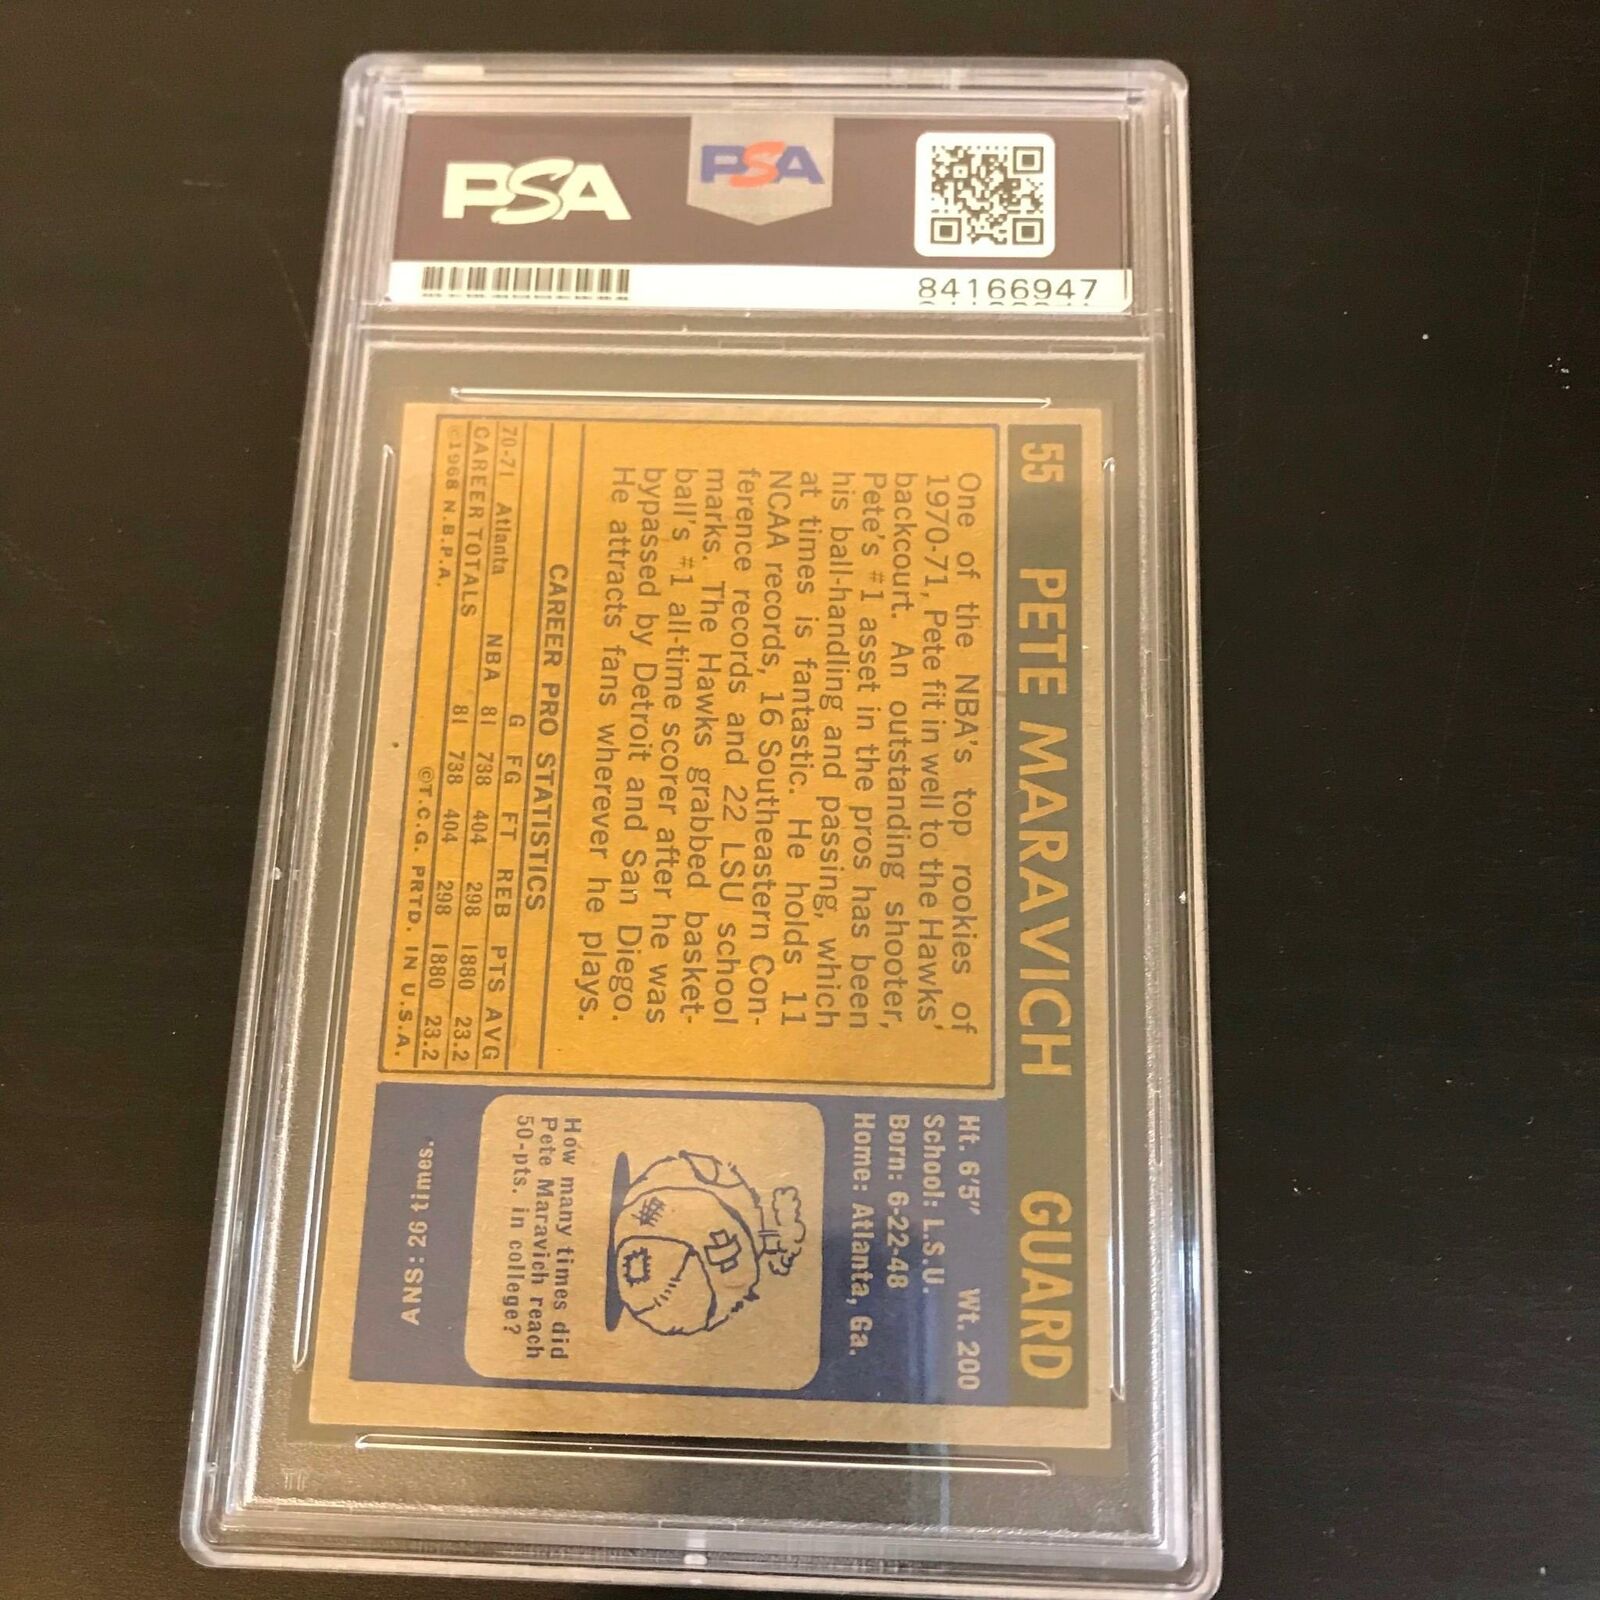 PSA
PSA
84166947
55 PETE MARAVICH GUARD
One of the NBA's top rookies of
1970-71, Pete fit in well to the Hawks'
backcourt. An outstanding shooter,
Pete's #1 asset in the pros has been
his ball-handling and passing, which
at times is fantastic. He holds 11
NCAA records, 16 Southeastern Con-
ference records and 22 LSU school
marks. The Hawks grabbed basket-
ball's #1 all-time scorer after he was
bypassed by Detroit and San Diego.
He attracts fans wherever he plays.
CAREER PRO STATISTICS
G FG FT REB PTS AVG
70-71 Atlanta NBA 81 738 404 298 1880 23.2
CAREER TOTALS 81 738 404 298 1880 23.2
©1968 N.B.P.A. ©T.C.G. PRTD. IN U.S.A.
Ht. 6'5" Wt. 200
School: L.S.U.
Born: 6-22-48
Home: Atlanta, Ga.
How many times did
Pete Maravich reach
50-pts. in college?
ANS: 26 times.